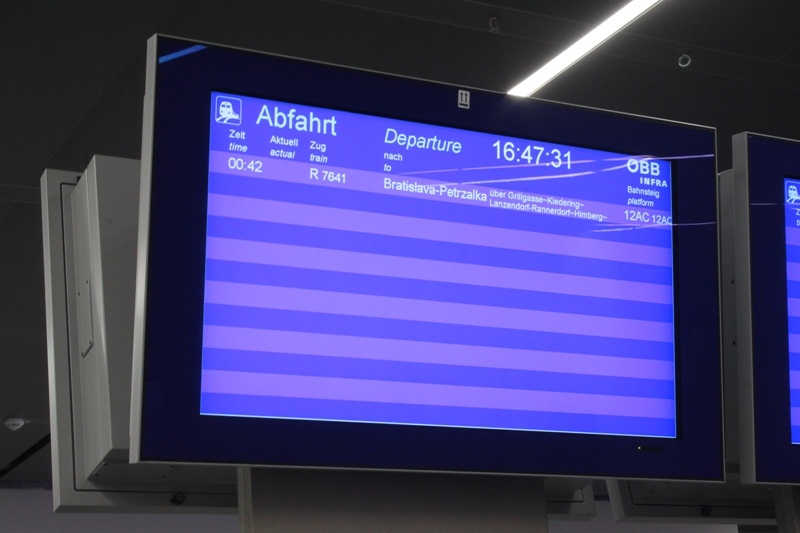 Abfahrt Departure 16:47:31 ÖBB
INFRA
Zeit Aktuell Zug nach Bahnsteig
time actual train to platform
00:42 R 7641 Bratislava-Petrzalka über Grillgasse~Kledering~ 12AC 12AC
Lanzendorf-Rannerdorf~Himberg~